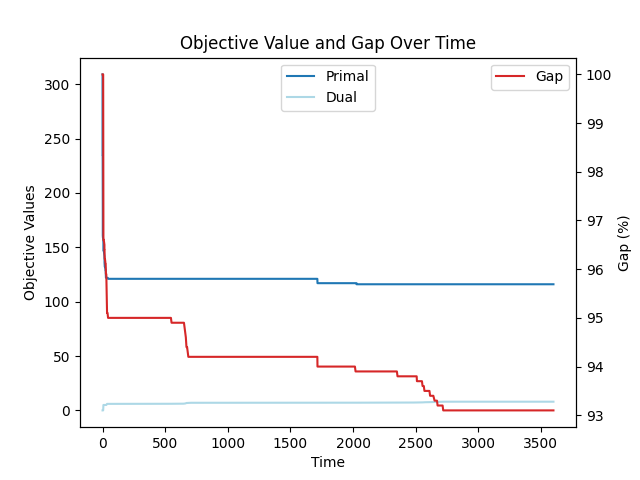 Objective Value and Gap Over Time
Primal
Dual
Gap
300
250
200
150
100
50
0
Objective Values
100
99
98
97
96
95
94
93
Gap (%)
0 500 1000 1500 2000 2500 3000 3500
Time